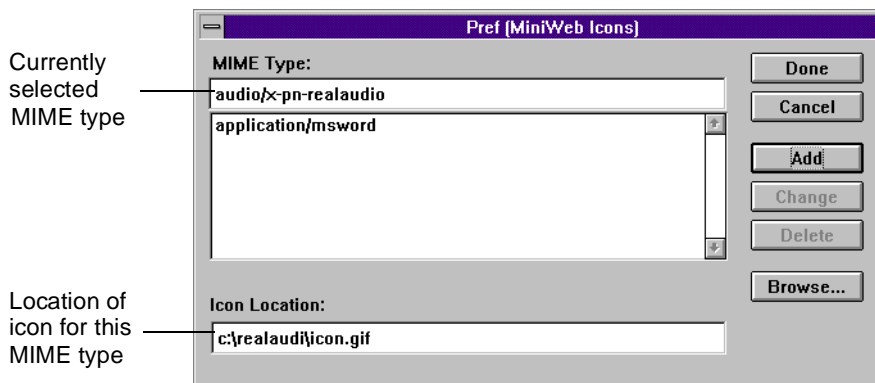 Pref (MiniWeb Icons)
Currently
selected
MIME type
MIME Type:
audio/x-pn-realaudio
application/msword
Done
Cancel
Add
Change
Delete
Browse...
Location of
icon for this
MIME type
Icon Location:
c:\realaudi\icon.gif